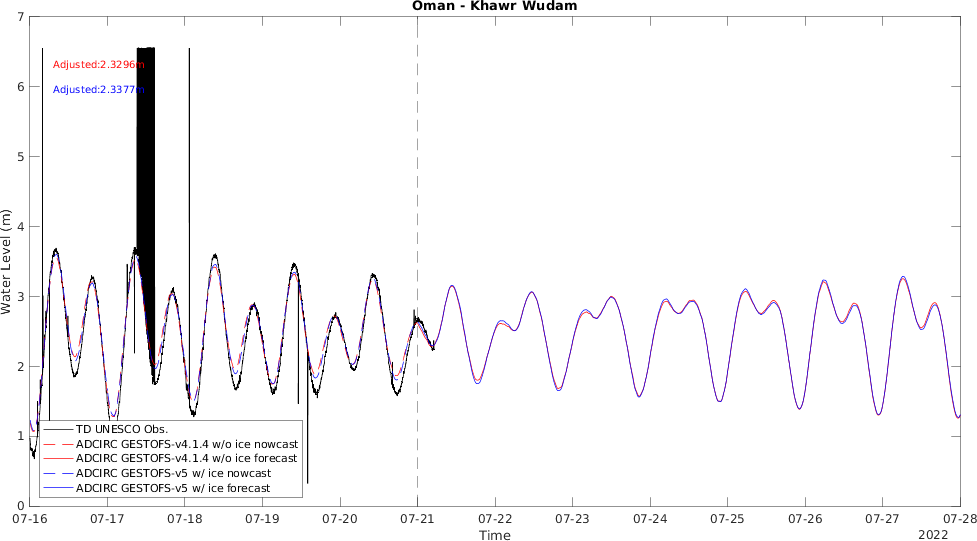 Oman - Khawr Wudam
7
6
5
4
3
2
1
0
Water Level (m)
Adjusted:2.3296m
Adjusted:2.3377m
TD UNESCO Obs.
ADCIRC GESTOFS-v4.1.4 w/o ice nowcast
ADCIRC GESTOFS-v4.1.4 w/o ice forecast
ADCIRC GESTOFS-v5 w/ ice nowcast
ADCIRC GESTOFS-v5 w/ ice forecast
07-16 07-17 07-18 07-19 07-20 07-21 07-22 07-23 07-24 07-25 07-26 07-27 07-28
Time
2022